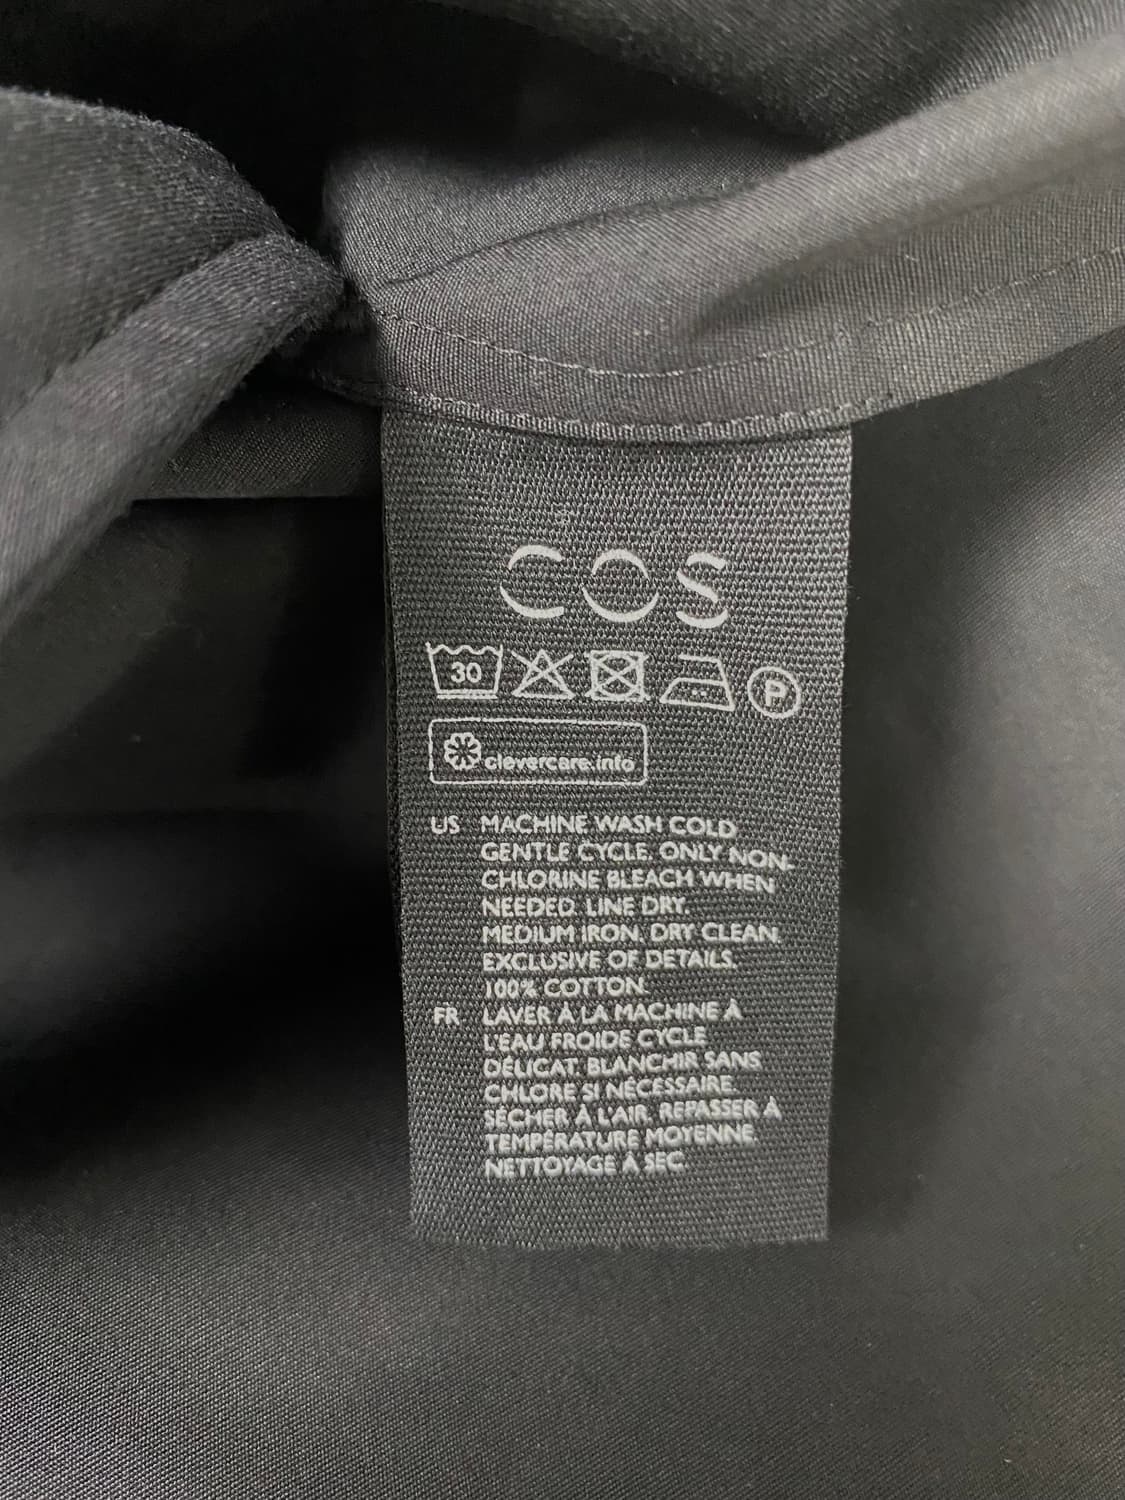 COS
30
P
clevercare.info
US MACHINE WASH COLD
GENTLE CYCLE. ONLY NON-
CHLORINE BLEACH WHEN
NEEDED. LINE DRY.
MEDIUM IRON. DRY CLEAN.
EXCLUSIVE OF DETAILS.
100% COTTON.
FR LAVER À LA MACHINE À
L'EAU FROIDE CYCLE
DÉLICAT. BLANCHIR SANS
CHLORE SI NÉCESSAIRE.
SÉCHER À L'AIR. REPASSER À
TEMPÉRATURE MOYENNE.
NETTOYAGE À SEC.